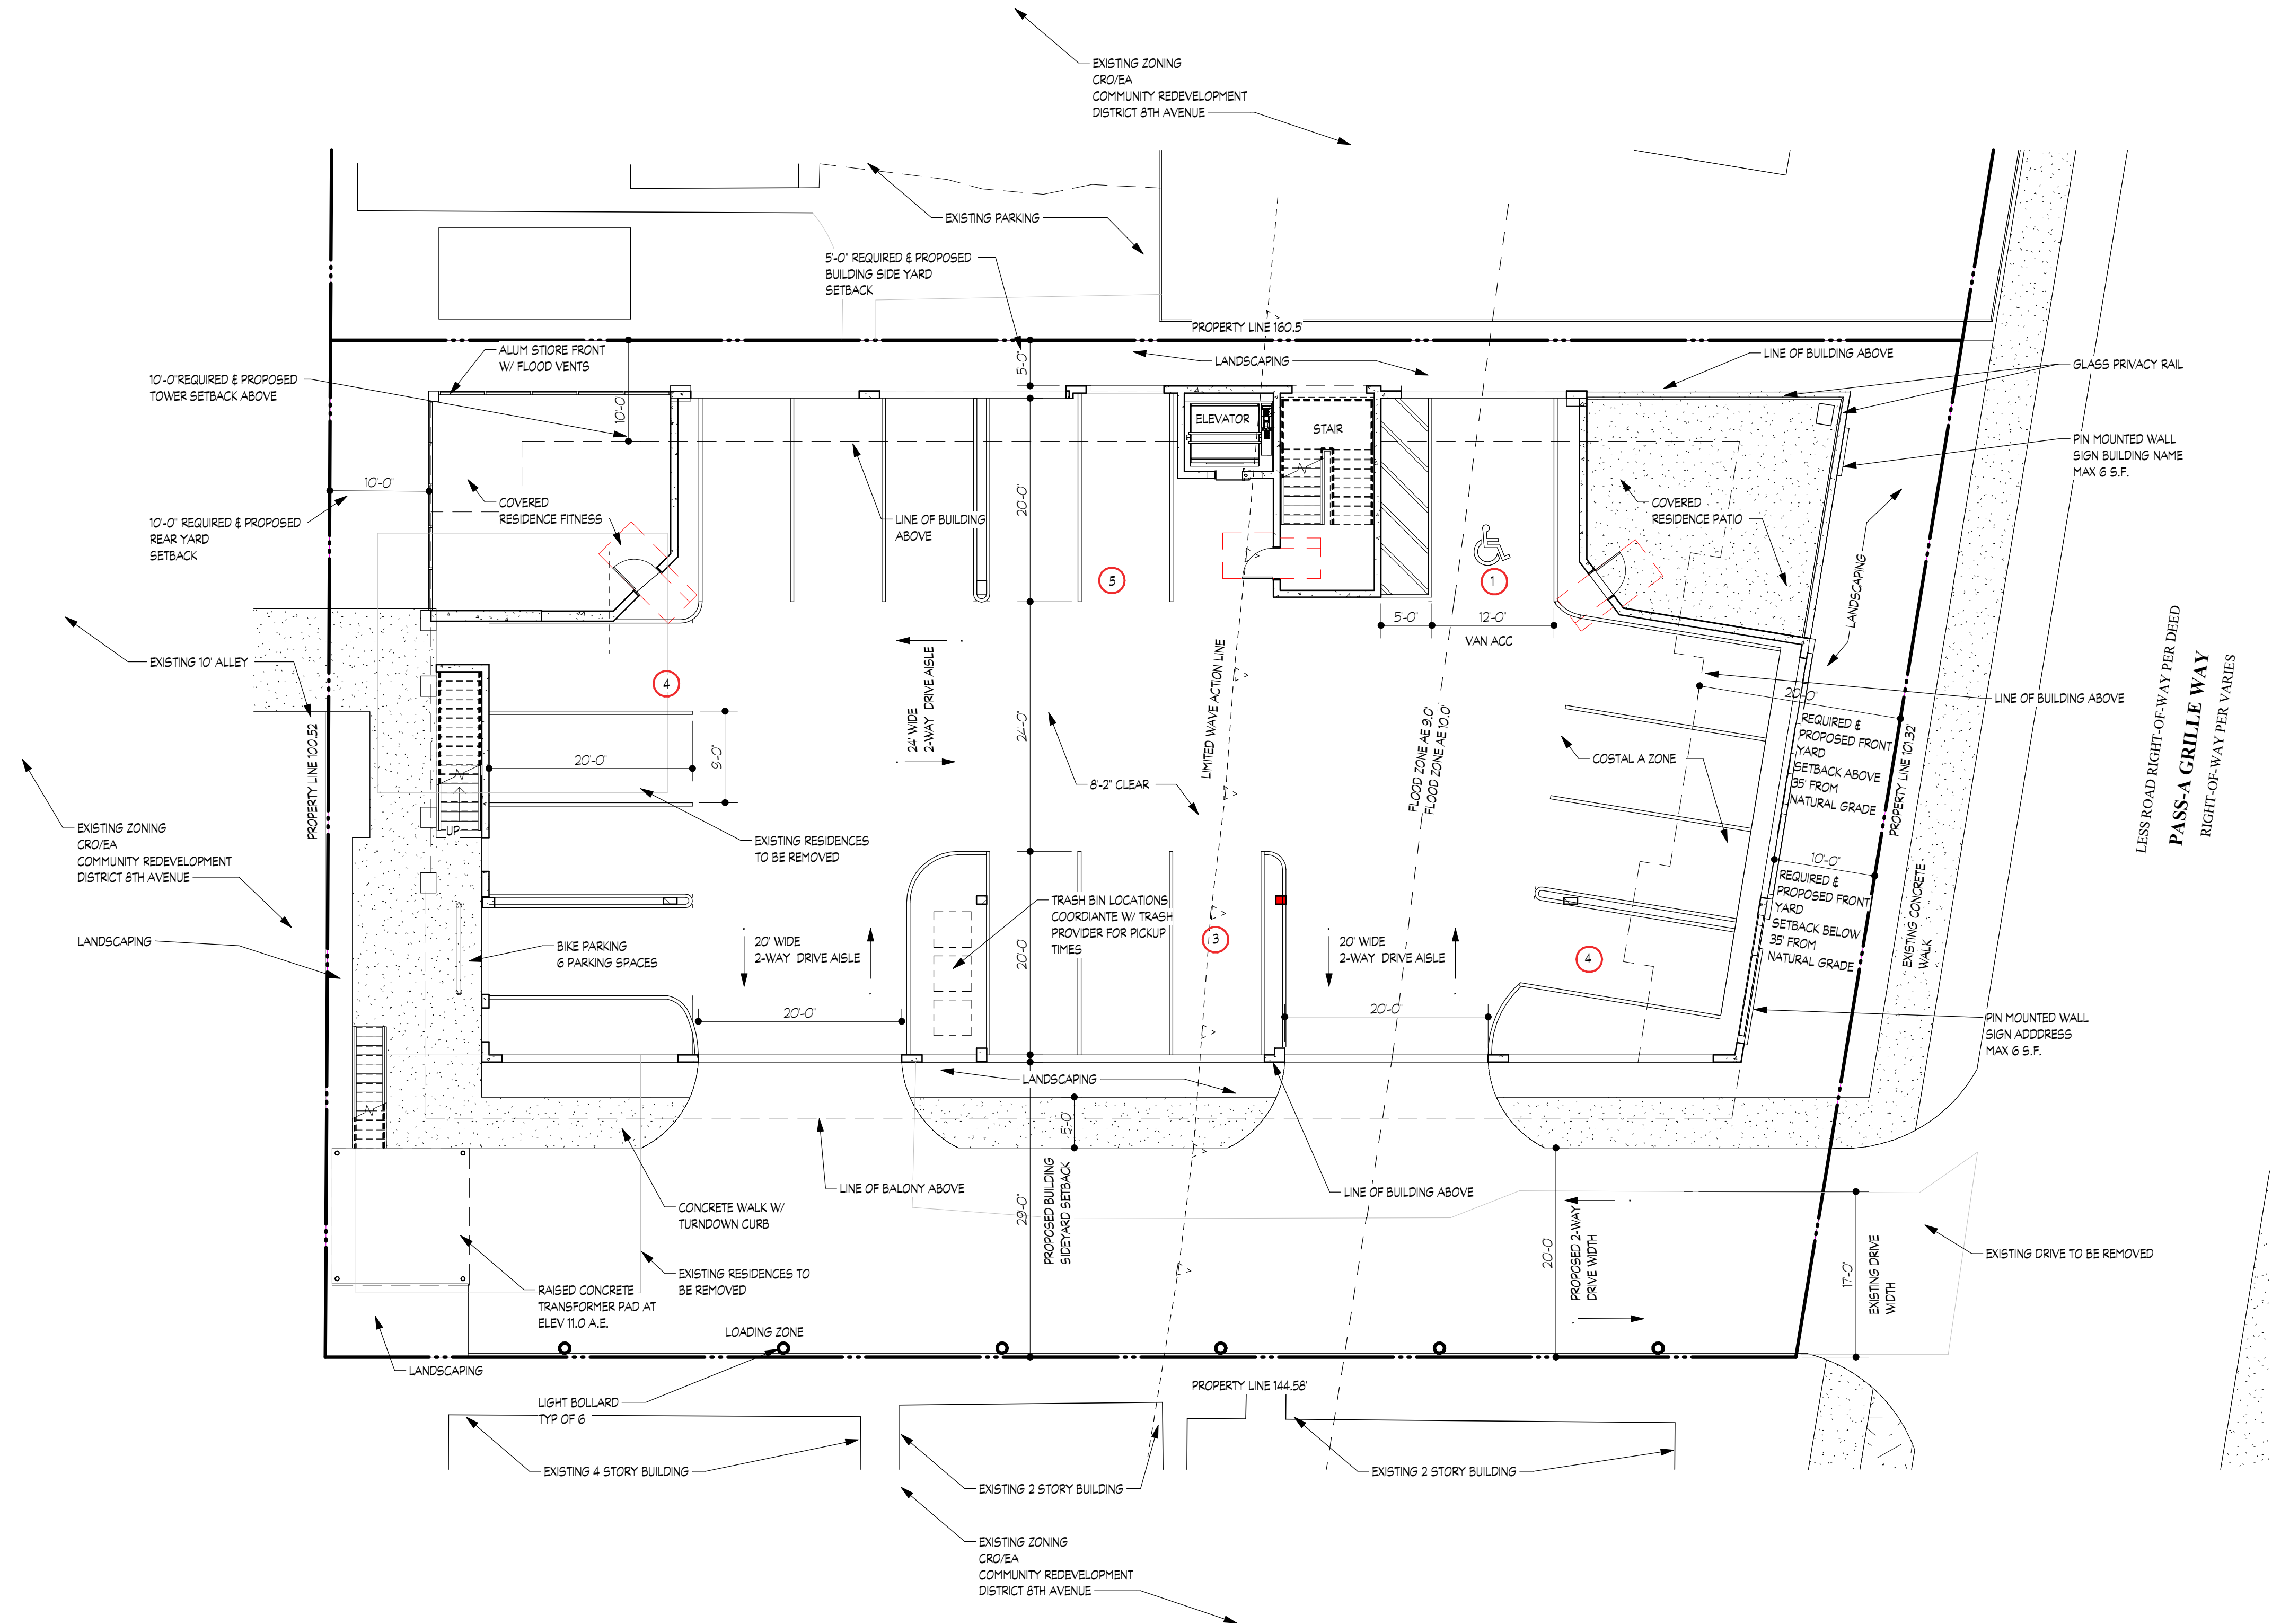 EXISTING ZONING
CRO/EA
COMMUNITY REDEVELOPMENT
DISTRICT 8TH AVENUE
EXISTING PARKING
5'-0" REQUIRED & PROPOSED
BUILDING SIDE YARD
SETBACK
PROPERTY LINE 160.5'
ALUM STIORE FRONT
W/ FLOOD VENTS
5'-0"
LANDSCAPING
LINE OF BUILDING ABOVE
GLASS PRIVACY RAIL
10'-0"REQUIRED & PROPOSED
TOWER SETBACK ABOVE
10'-0"
ELEVATOR
STAIR
PIN MOUNTED WALL
SIGN BUILDING NAME
MAX 6 S.F.
10'-0"
COVERED
RESIDENCE FITNESS
20'-0"
COVERED
RESIDENCE PATIO
10'-0" REQUIRED & PROPOSED
REAR YARD
SETBACK
LINE OF BUILDING
ABOVE
LANDSCAPING
5
1
5'-0"
12'-0"
VAN ACC
EXISTING 10' ALLEY
4
24' WIDE
2-WAY DRIVE AISLE
LIMITED WAVE ACTION LINE
FLOOD ZONE AE 9.0'
FLOOD ZONE AE 10.0'
20'-0"
LINE OF BUILDING ABOVE
LESS ROAD RIGHT-OF-WAY PER DEED
PASS-A GRILLE WAY
RIGHT-OF-WAY PER VARIES
PROPERTY LINE 100.52
20'-0"
9'-0"
24'-0"
8'-2" CLEAR
COSTAL A ZONE
REQUIRED &
PROPOSED FRONT
YARD
SETBACK ABOVE
35' FROM
NATURAL GRADE
PROPERTY LINE 101.32'
EXISTING ZONING
CRO/EA
COMMUNITY REDEVELOPMENT
DISTRICT 8TH AVENUE
UP
EXISTING RESIDENCES
TO BE REMOVED
10'-0"
REQUIRED &
PROPOSED FRONT
YARD
SETBACK BELOW
35' FROM
NATURAL GRADE
EXISTING CONCRETE
WALK
LANDSCAPING
BIKE PARKING
6 PARKING SPACES
20' WIDE
2-WAY DRIVE AISLE
TRASH BIN LOCATIONS
COORDIANTE W/ TRASH
PROVIDER FOR PICKUP
TIMES
20'-0"
3
20' WIDE
2-WAY DRIVE AISLE
4
20'-0"
20'-0"
PIN MOUNTED WALL
SIGN ADDDRESS
MAX 6 S.F.
LANDSCAPING
5'-0"
LINE OF BALONY ABOVE
29'-0"
PROPOSED BUILDING
SIDEYARD SETBACK
LINE OF BUILDING ABOVE
CONCRETE WALK W/
TURNDOWN CURB
20'-0"
PROPOSED 2-WAY
DRIVE WIDTH
17'-0"
EXISTING DRIVE
WIDTH
EXISTING DRIVE TO BE REMOVED
EXISTING RESIDENCES TO
BE REMOVED
RAISED CONCRETE
TRANSFORMER PAD AT
ELEV 11.0 A.E.
LOADING ZONE
LANDSCAPING
LIGHT BOLLARD
TYP OF 6
PROPERTY LINE 144.58'
EXISTING 4 STORY BUILDING
EXISTING 2 STORY BUILDING
EXISTING 2 STORY BUILDING
EXISTING ZONING
CRO/EA
COMMUNITY REDEVELOPMENT
DISTRICT 8TH AVENUE